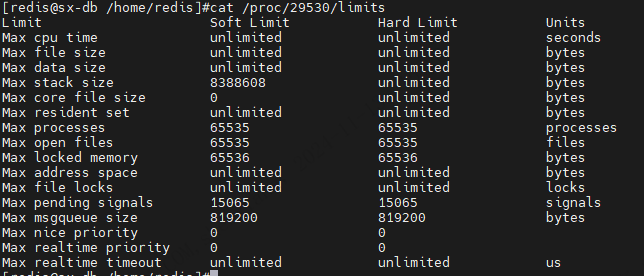 [redis@sx-db /home/redis]#cat /proc/29530/limits
Limit Soft Limit Hard Limit Units
Max cpu time unlimited unlimited seconds
Max file size unlimited unlimited bytes
Max data size unlimited unlimited bytes
Max stack size 8388608 unlimited bytes
Max core file size 0 unlimited bytes
Max resident set unlimited unlimited bytes
Max processes 65535 65535 processes
Max open files 65535 65535 files
Max locked memory 65536 65536 bytes
Max address space unlimited unlimited bytes
Max file locks unlimited unlimited locks
Max pending signals 15065 15065 signals
Max msgqueue size 819200 819200 bytes
Max nice priority 0 0
Max realtime priority 0 0
Max realtime timeout unlimited unlimited us
[redis@sx-db /home/redis]#